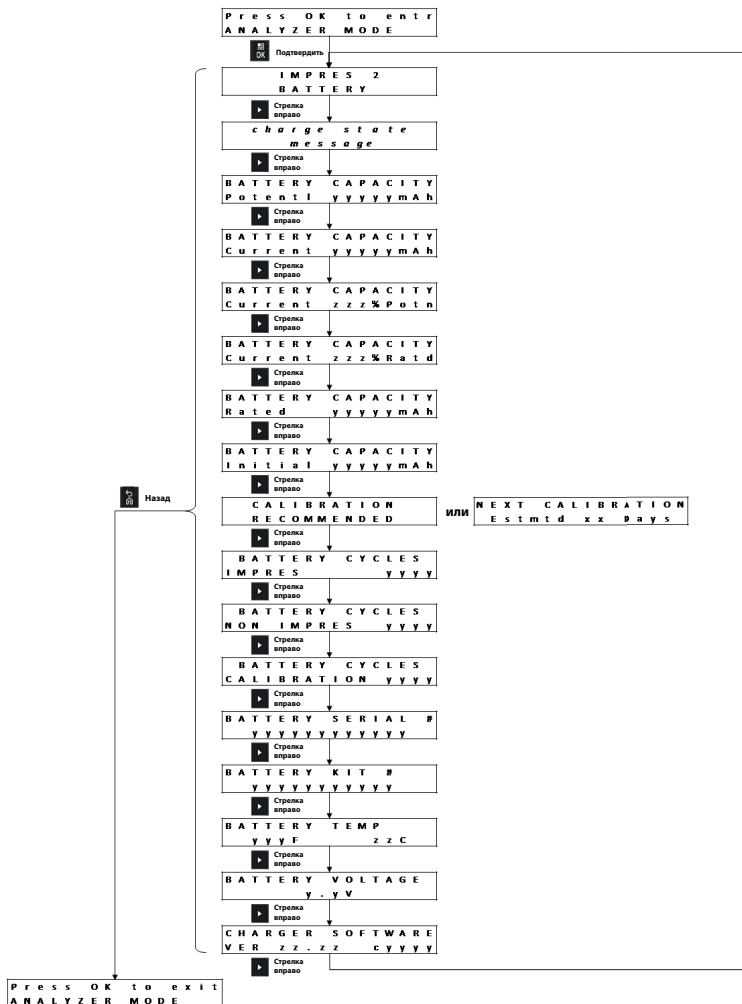 Press OK to entr
ANALYZER MODE
OK
Подтвердить
IMPRES 2
BATTERY
Стрелка
вправо
charge state
message
Стрелка
вправо
BATTERY CAPACITY
Potentl yyyyymAh
Стрелка
вправо
BATTERY CAPACITY
Current yyyyymAh
Стрелка
вправо
BATTERY CAPACITY
Current zzz%Potn
Стрелка
вправо
BATTERY CAPACITY
Current zzz%Ratd
Стрелка
вправо
BATTERY CAPACITY
Rated yyyyymAh
Стрелка
вправо
BATTERY CAPACITY
Initial yyyyymAh
Стрелка
вправо
Назад
CALIBRATION
RECOMMENDED
или
NEXT CALIBRATION
Estmtd xx Days
Стрелка
вправо
BATTERY CYCLES
IMPRES yyyy
Стрелка
вправо
BATTERY CYCLES
NON IMPRES yyyy
Стрелка
вправо
BATTERY CYCLES
CALIBRATION yyyy
Стрелка
вправо
BATTERY SERIAL #
yyyyyyyyyyyy
Стрелка
вправо
BATTERY KIT #
yyyyyyyyyy
Стрелка
вправо
BATTERY TEMP
yyyF zzC
Стрелка
вправо
BATTERY VOLTAGE
y.yV
Стрелка
вправо
CHARGER SOFTWARE
VER zz.zz cyyyy
Стрелка
вправо
Press OK to exit
ANALYZER MODE